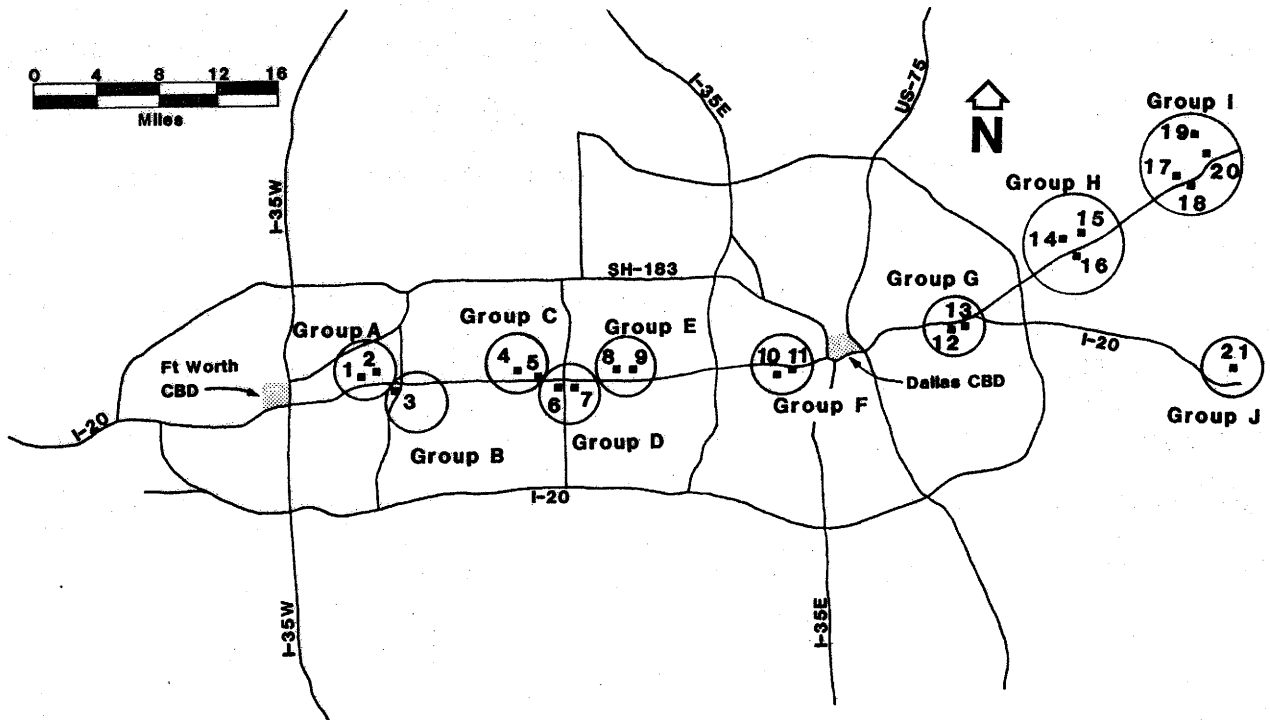 0 4 8 12 16
Miles
I-35W
I-35E
US-75
N
Group I
19
17
20
18
Group H
15
14
16
SH-183
Group G
13
12
I-20
Group A
1 2
Group C
4
5
Group E
8 9
10 11
Ft Worth
CBD
Dallas CBD
21
3
6 7
Group F
Group J
I-20
Group B
Group D
I-20
I-35W
I-35E